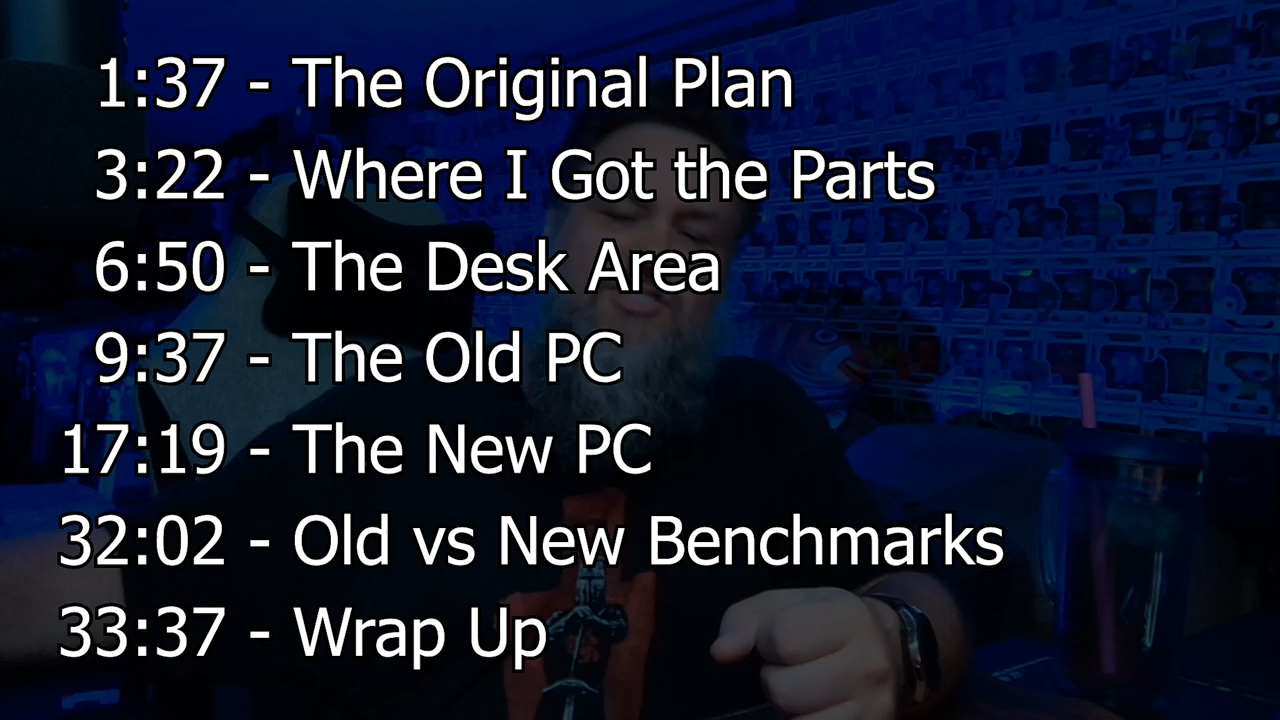 1:37 - The Original Plan
3:22 - Where I Got the Parts
6:50 - The Desk Area
9:37 - The Old PC
17:19 - The New PC
32:02 - Old vs New Benchmarks
33:37 - Wrap Up